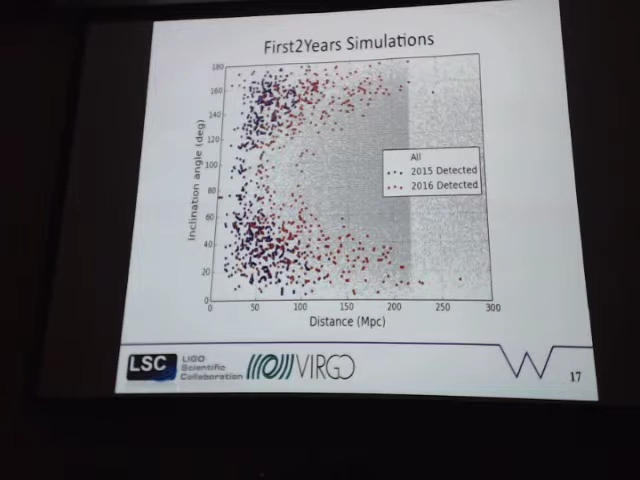 First2Years Simulations
180
160
140
120
100
80
60
40
20
0
Inclination angle (deg)
All
2015 Detected
2016 Detected
0 50 100 150 200 250 300
Distance (Mpc)
LSC
LIGO
Scientific
Collaboration
VIRGO
17